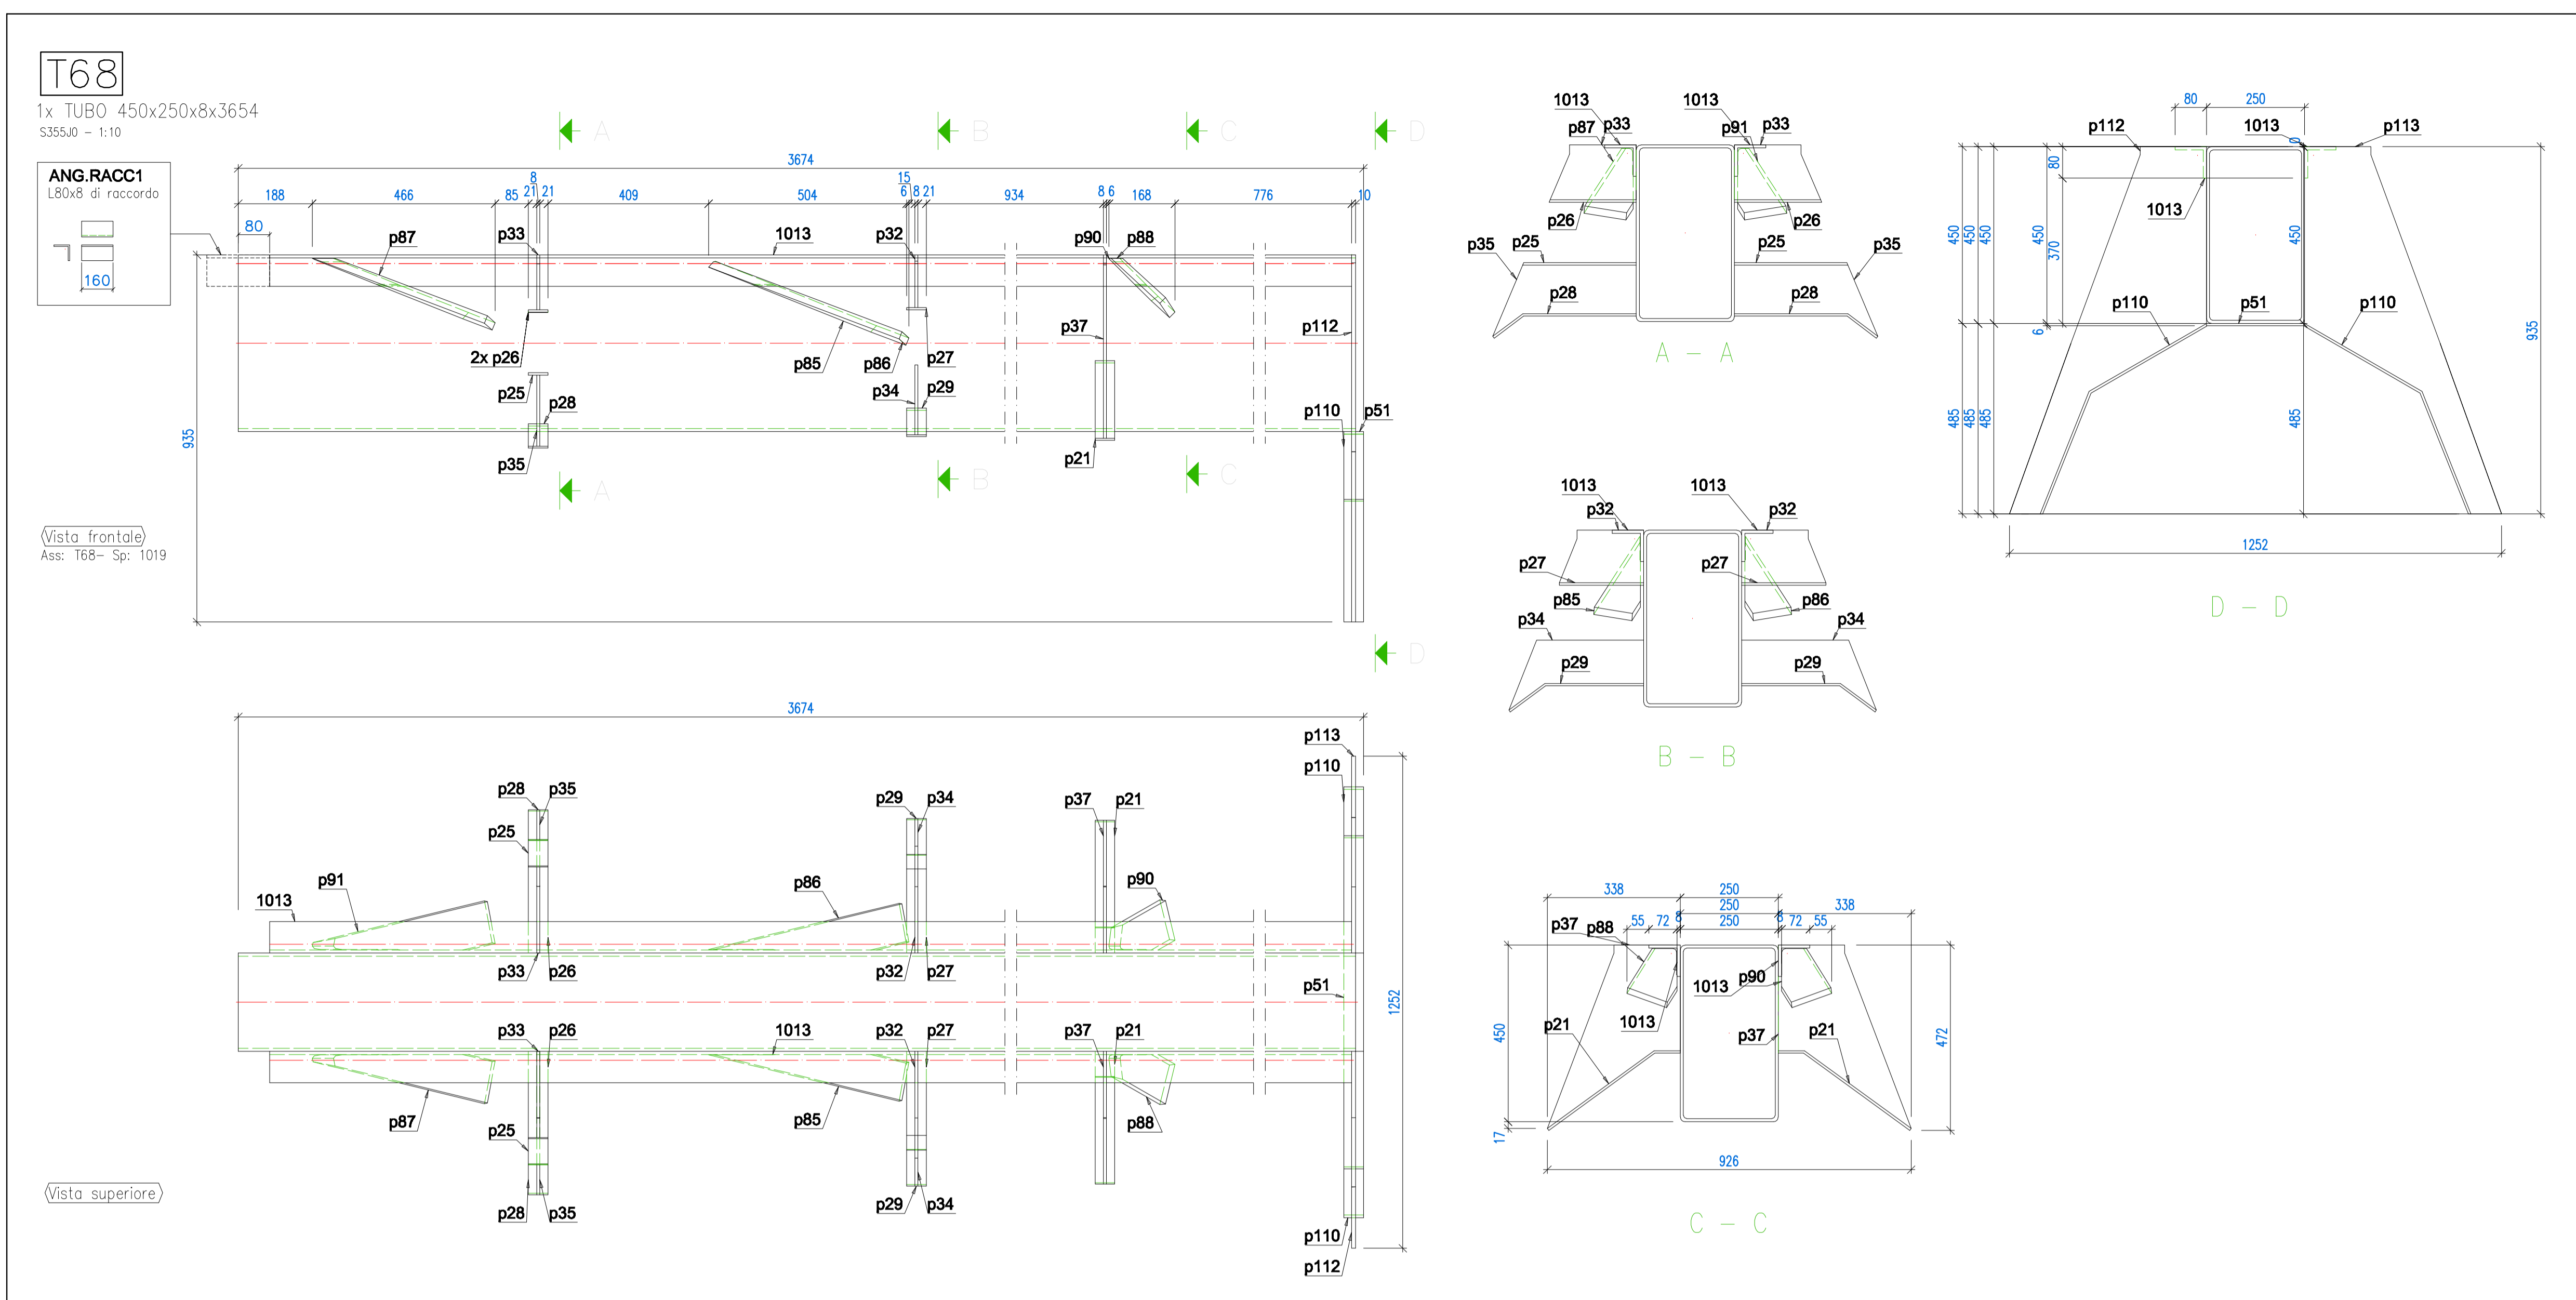 T68
1x TUBO 450x250x8x3654
S355J0 - 1:10
ANG.RACC1
L80x8 di raccordo
160
A
B
C
D
3674
8
15
188
466
85
21
21
409
504
6
8
21
934
8
6
168
776
10
80
p87
p33
1013
p32
p90
p88
2x p26
p85
p86
p27
p37
p112
p25
p28
p34
p29
p110
p51
p35
p21
935
A
B
C
D
Vista frontale
Ass: T68- Sp: 1019
3674
p113
p110
p28
p35
p29
p34
p37
p21
p25
p91
p86
p90
1013
p33
p26
p32
p27
p51
1252
p33
p26
1013
p32
p27
p37
p21
p87
p85
p88
p25
p28
p35
p29
p34
p110
p112
Vista superiore
1013
1013
p87
p33
p91
p33
p26
p26
p35
p25
p25
p35
p28
p28
A - A
1013
1013
p32
p32
p27
p27
p85
p86
p34
p34
p29
p29
B - B
338
250
250
338
55
72
8
250
8
72
55
p37
p88
p90
1013
1013
p21
p37
p21
450
17
472
926
C - C
80
250
p112
1013
p113
0
80
1013
450
450
450
450
370
450
p110
p51
p110
6
935
485
485
485
485
1252
D - D